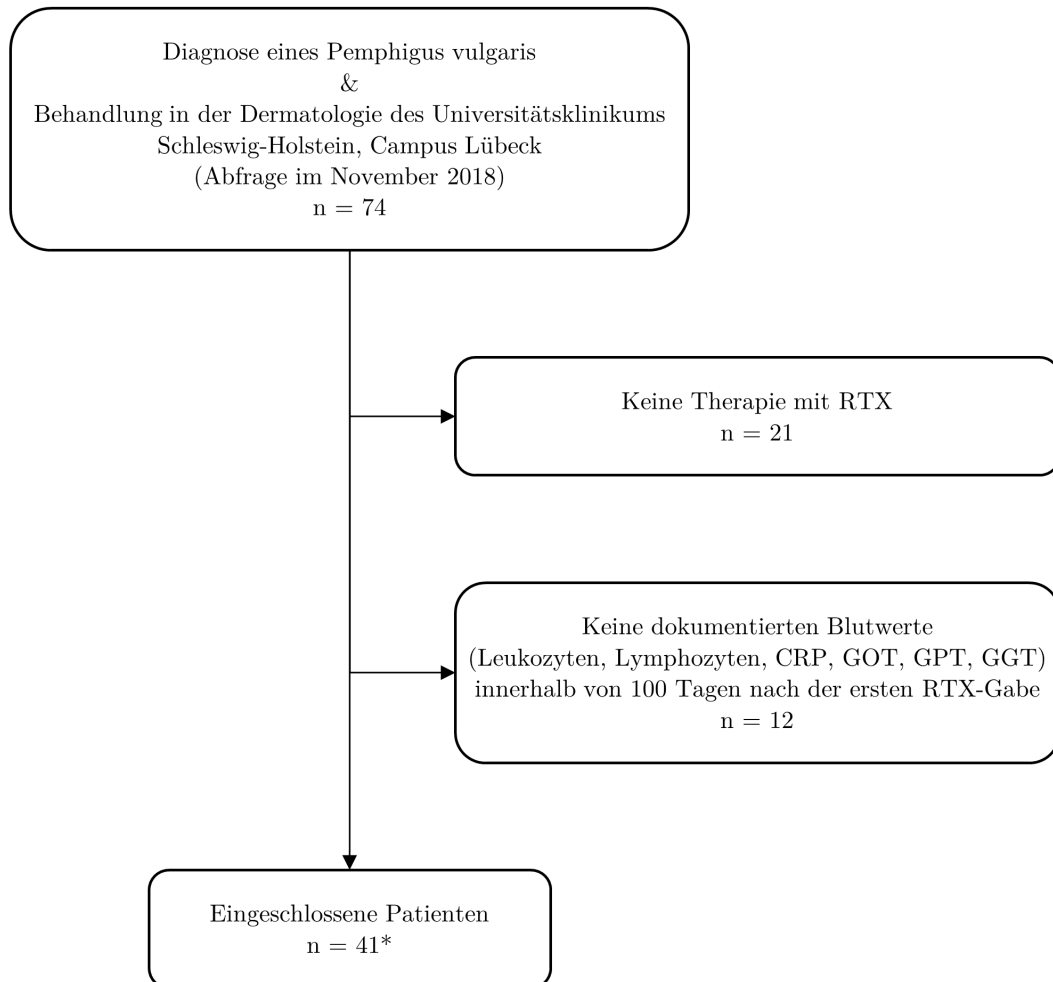 Diagnose eines Pemphigus vulgaris
&
Behandlung in der Dermatologie des Universitätsklinikums
Schleswig-Holstein, Campus Lübeck
(Abfrage im November 2018)
n = 74
Keine Therapie mit RTX
n = 21
Keine dokumentierten Blutwerte
(Leukozyten, Lymphozyten, CRP, GOT, GPT, GGT)
innerhalb von 100 Tagen nach der ersten RTX-Gabe
n = 12
Eingeschlossene Patienten
n = 41*